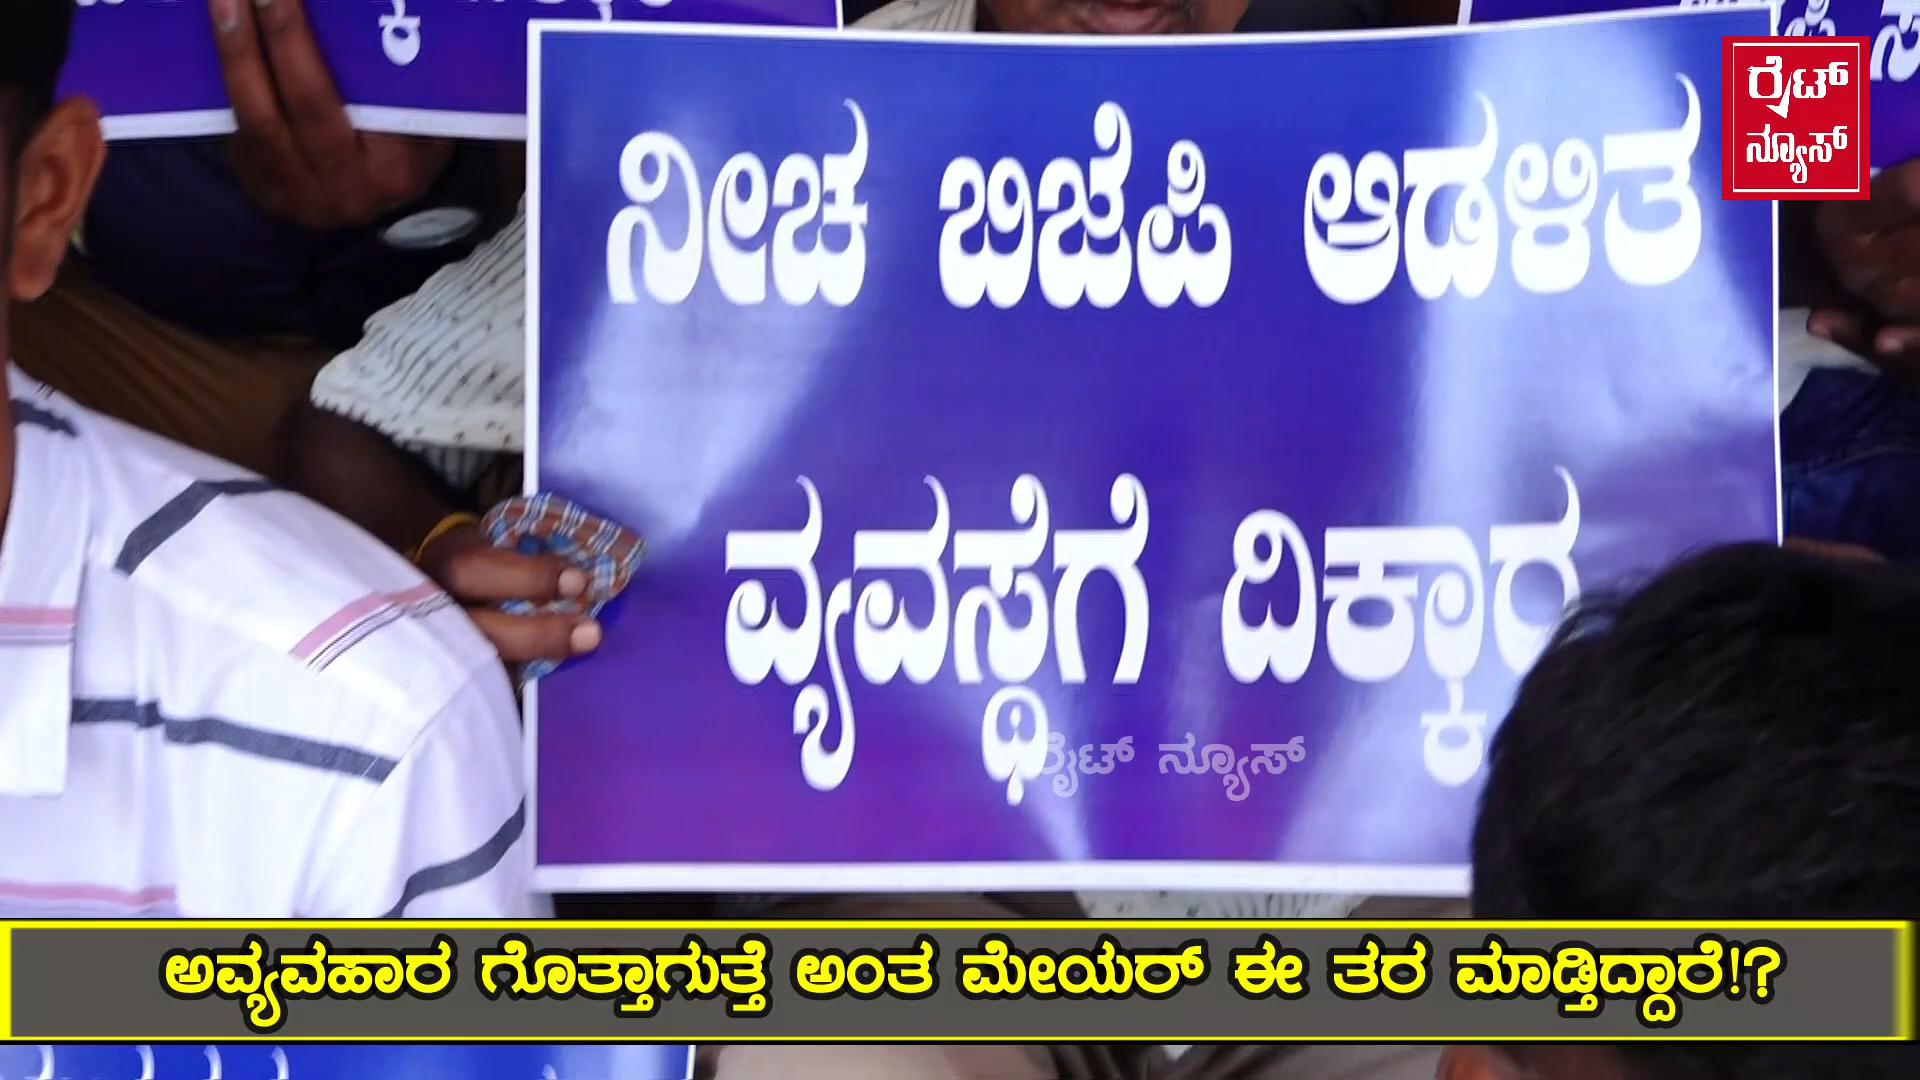 ರೈಟ್
ನ್ಯೂಸ್
ನೀಚ ಬಿಜೆಪಿ ಆಡಳಿತ
ವ್ಯವಸ್ಥೆಗೆ ದಿಕ್ಕಾರ
ರೈಟ್ ನ್ಯೂಸ್
ಅವ್ಯವಹಾರ ಗೊತ್ತಾಗುತ್ತೆ ಅಂತ ಮೇಯರ್ ಈ ತರ ಮಾಡ್ತಿದ್ದಾರೆ!?